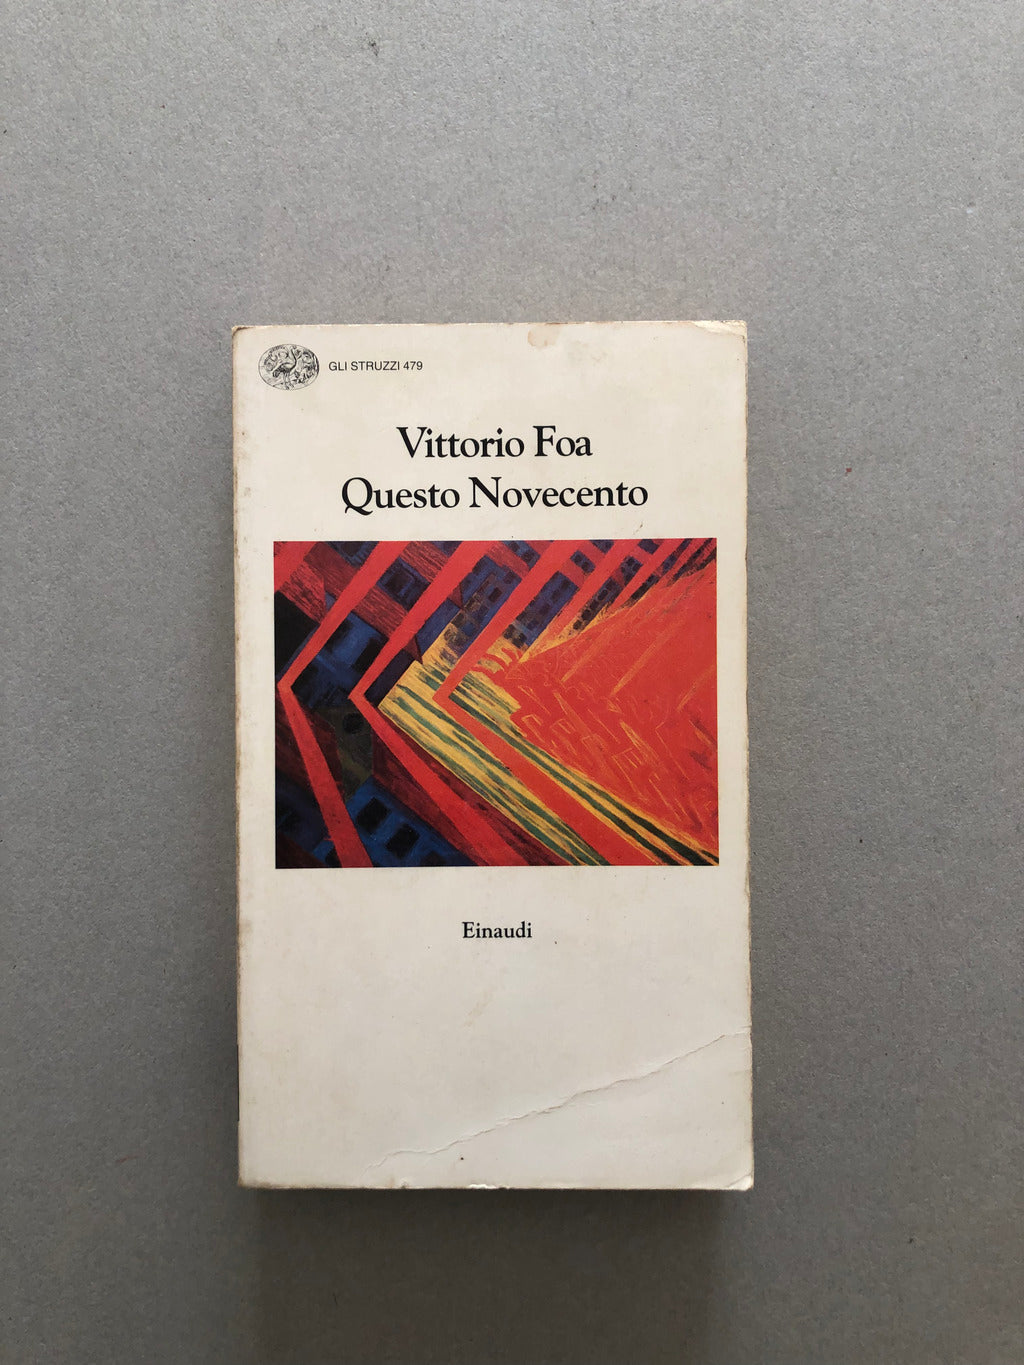 GLI STRUZZI 479
Vittorio Foa
Questo Novecento
Einaudi